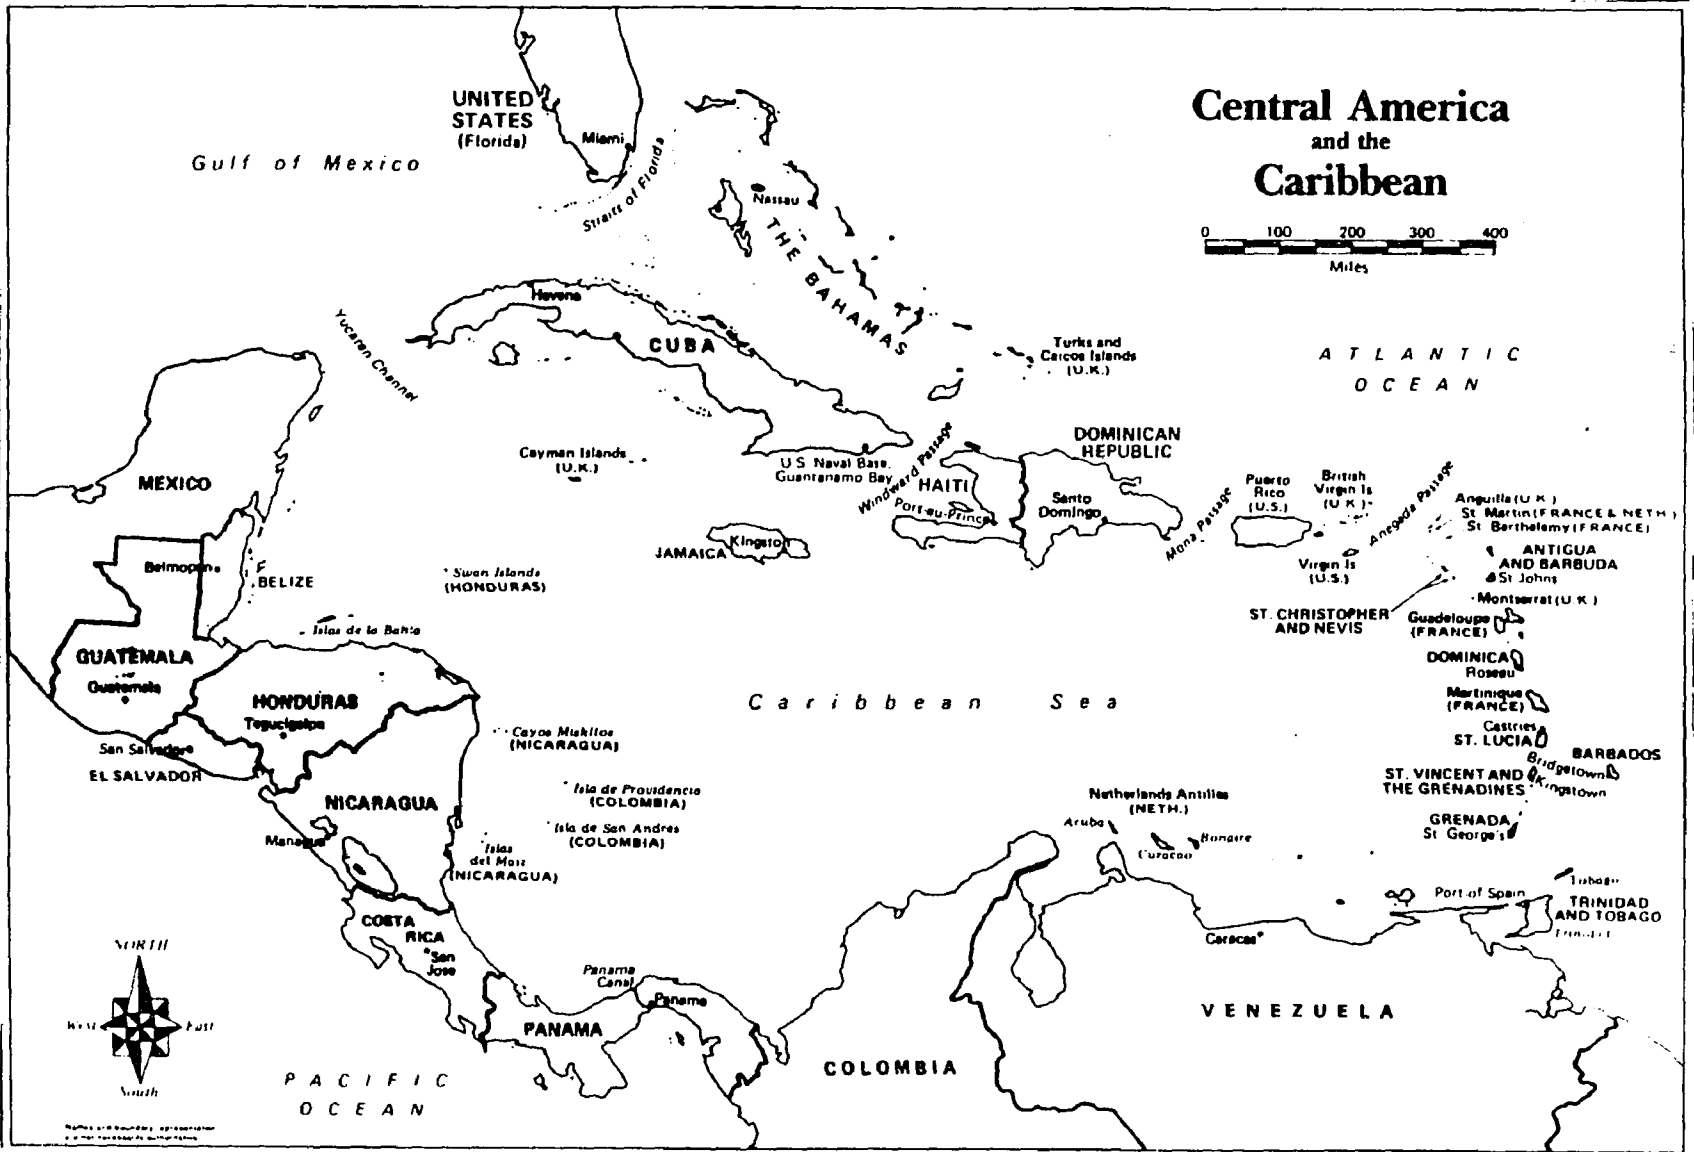 Central America
and the
Caribbean
0 100 200 300 400
Miles
UNITED
STATES
(Florida)
Miami
Gulf of Mexico
Straits of Florida
Nassau
THE BAHAMAS
Havana
CUBA
Yucatan Channel
Turks and
Caicos Islands
(U.K.)
ATLANTIC
OCEAN
Cayman Islands
(U.K.)
U.S. Naval Base,
Guantanamo Bay
Windward Passage
HAITI
Port-au-Prince
DOMINICAN
REPUBLIC
Santo
Domingo
Mona Passage
Puerto
Rico
(U.S.)
British
Virgin Is
(U.K.)
Virgin Is
(U.S.)
Anegada Passage
Anguilla (U.K.)
St. Martin (FRANCE & NETH.)
St. Barthelemy (FRANCE)
ANTIGUA
AND BARBUDA
St Johns
Montserrat (U.K.)
ST. CHRISTOPHER
AND NEVIS
Guadeloupe
(FRANCE)
DOMINICA
Roseau
Martinique
(FRANCE)
Castries
ST. LUCIA
BARBADOS
Bridgetown
ST. VINCENT AND
THE GRENADINES
Kingstown
GRENADA
St George's
Tobago
Port-of Spain
TRINIDAD
AND TOBAGO
Trinidad
MEXICO
Belmopan
BELIZE
JAMAICA
Kingston
Swan Islands
(HONDURAS)
Islas de la Bahia
GUATEMALA
Guatemala
HONDURAS
Tegucigalpa
San Salvador
EL SALVADOR
Caribbean Sea
Cayos Miskitos
(NICARAGUA)
Isla de Providencia
(COLOMBIA)
Isla de San Andres
(COLOMBIA)
Islas
del Maiz
(NICARAGUA)
NICARAGUA
Managua
Netherlands Antilles
(NETH.)
Aruba
Curacao
Bonaire
COSTA
RICA
San
Jose
Panama
Canal
Panama
PANAMA
Caracas
VENEZUELA
COLOMBIA
NORTH
West
East
South
PACIFIC
OCEAN
Names and boundary representation